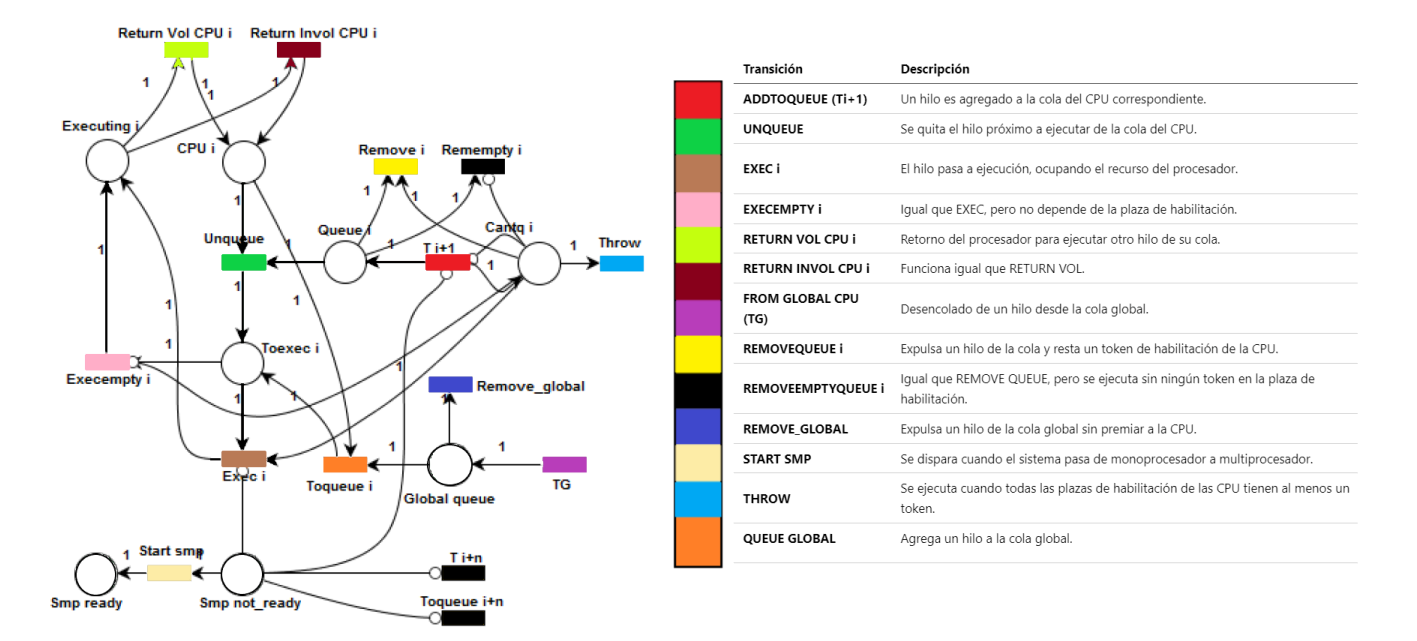 Return Vol CPU i
Return Invol CPU i
1
1
1
1
Executing i
CPU i
Remove i
Remempty i
1
1
1
1
1
Queue i
Cantq i
Unqueue
1
1
T i+1
1
Throw
1
1
1
1
1
Toexec i
1
1
Execempty i
1
1
Remove_global
1
1
1
1
Exec i
Toqueue i
Global queue
TG
1
Start smp
1
T i+n
Smp ready
Smp not_ready
Toqueue i+n
Transición Descripción
ADDTOQUEUE (Ti+1) Un hilo es agregado a la cola del CPU correspondiente.
UNQUEUE Se quita el hilo próximo a ejecutar de la cola del CPU.
EXEC i El hilo pasa a ejecución, ocupando el recurso del procesador.
EXECEMPTY i Igual que EXEC, pero no depende de la plaza de habilitación.
RETURN VOL CPU i Retorno del procesador para ejecutar otro hilo de su cola.
RETURN INVOL CPU i Funciona igual que RETURN VOL.
FROM GLOBAL CPU
(TG)
Desencolado de un hilo desde la cola global.
REMOVEQUEUE i Expulsa un hilo de la cola y resta un token de habilitación de la CPU.
REMOVEEMPTYQUEUE i
Igual que REMOVE QUEUE, pero se ejecuta sin ningún token en la plaza de
habilitación.
REMOVE_GLOBAL Expulsa un hilo de la cola global sin premiar a la CPU.
START SMP Se dispara cuando el sistema pasa de monoprocesador a multiprocesador.
THROW
Se ejecuta cuando todas las plazas de habilitación de las CPU tienen al menos un
token.
QUEUE GLOBAL Agrega un hilo a la cola global.